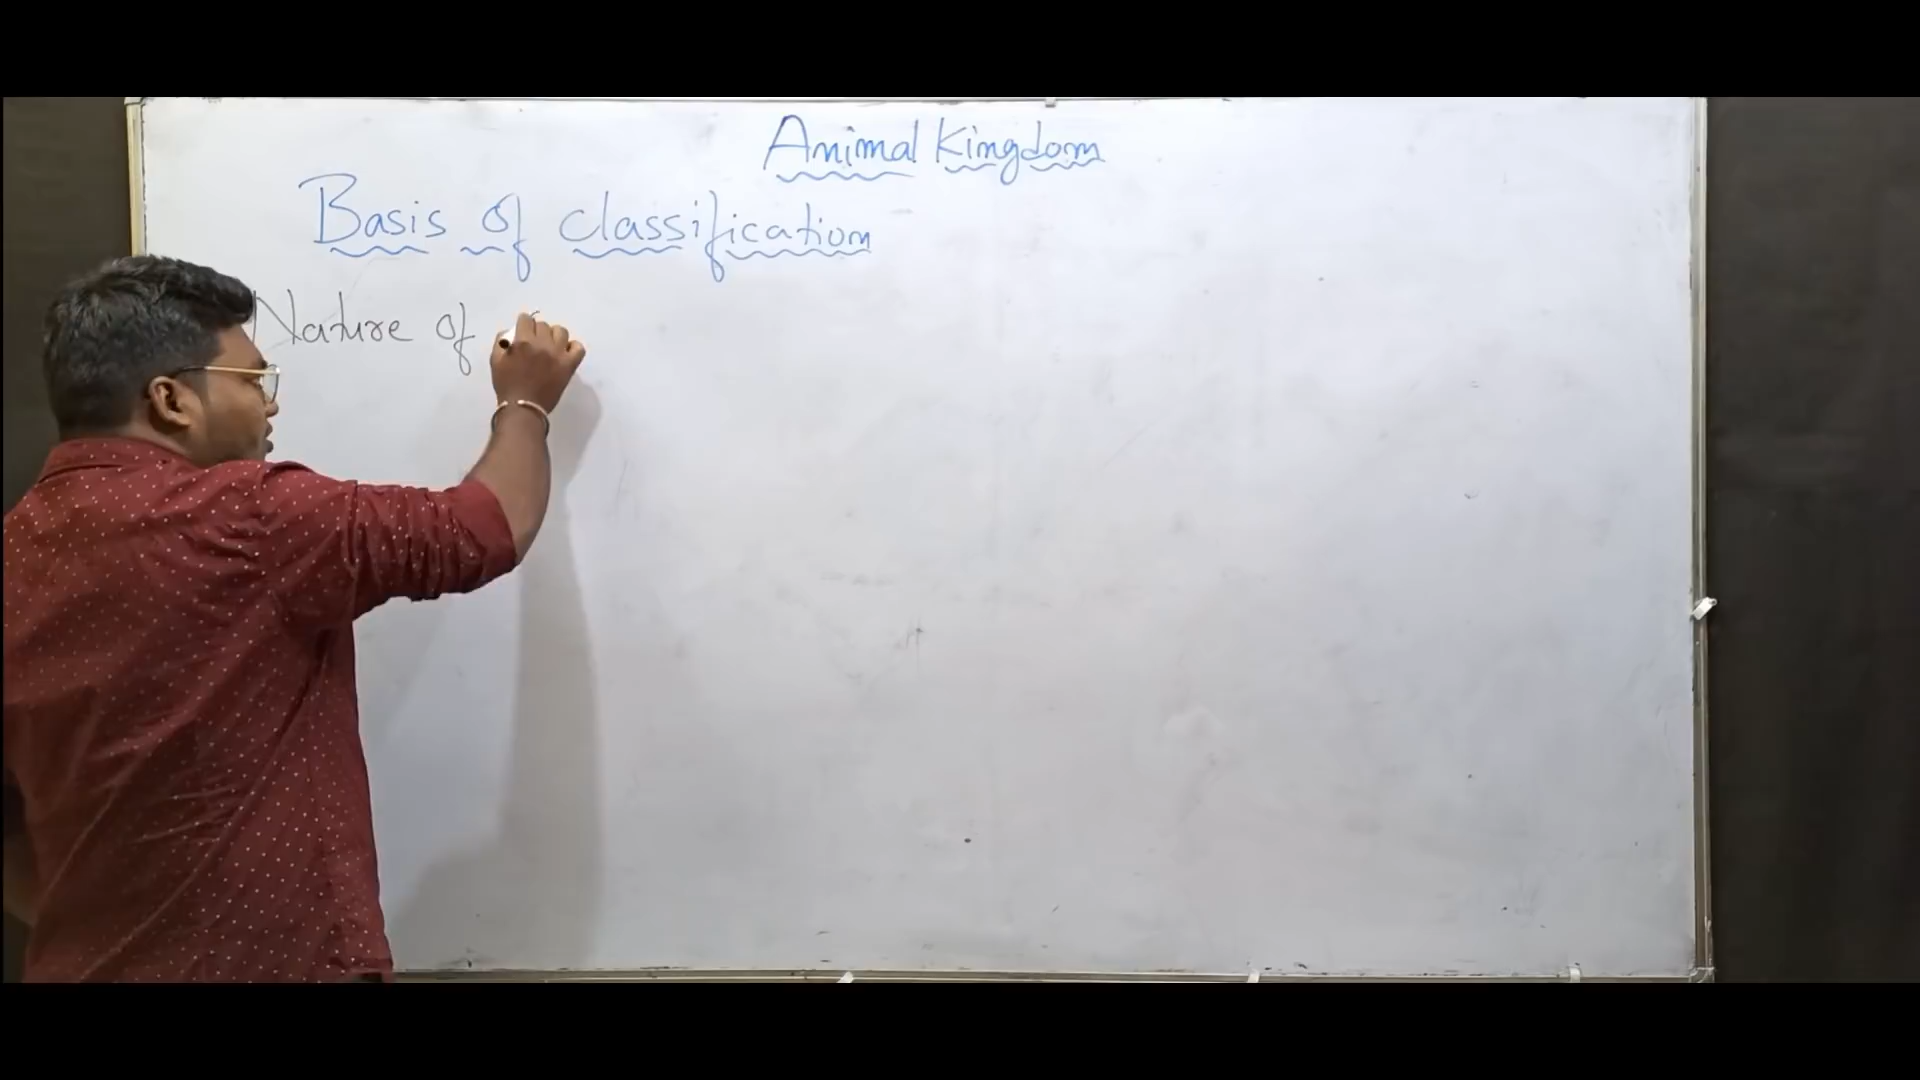 Animal Kingdom
Basis of classification
Nature of